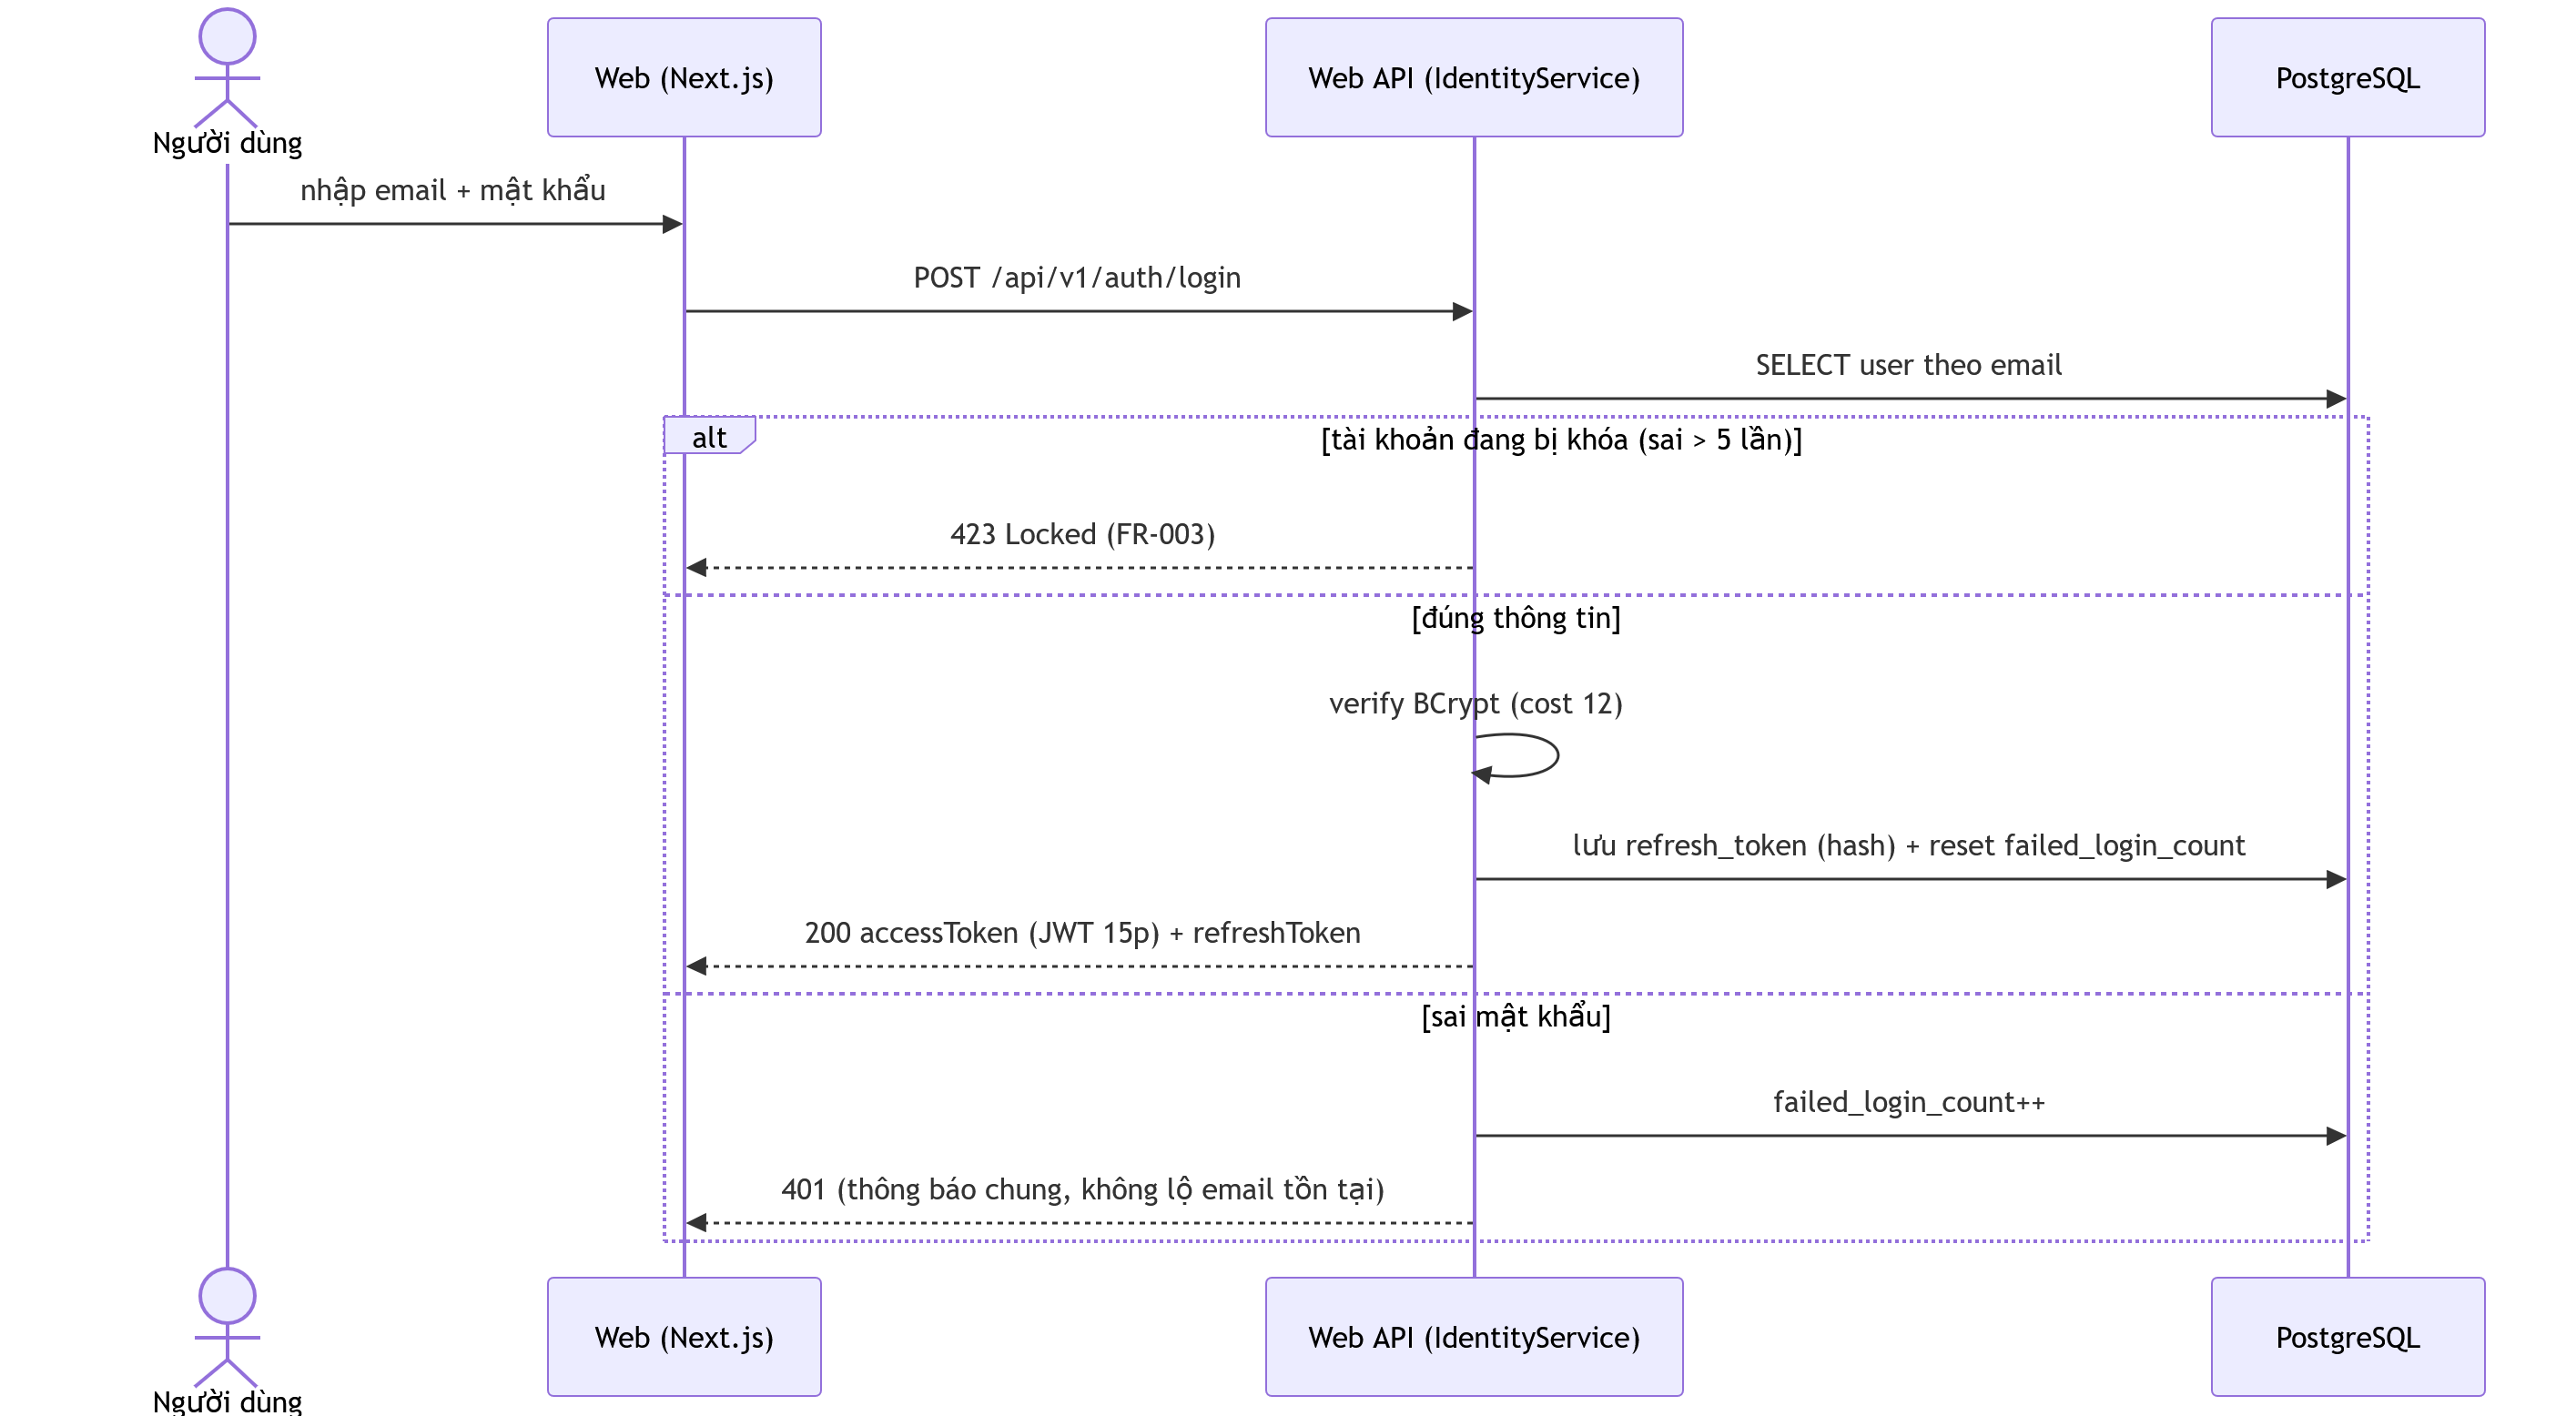 Người dùng
Web (Next.js)
Web API (IdentityService)
PostgreSQL
nhập email + mật khẩu
POST /api/v1/auth/login
SELECT user theo email
alt
[tài khoản đang bị khóa (sai > 5 lần)]
423 Locked (FR-003)
[đúng thông tin]
verify BCrypt (cost 12)
lưu refresh_token (hash) + reset failed_login_count
200 accessToken (JWT 15p) + refreshToken
[sai mật khẩu]
failed_login_count++
401 (thông báo chung, không lộ email tồn tại)
Người dùng
Web (Next.js)
Web API (IdentityService)
PostgreSQL